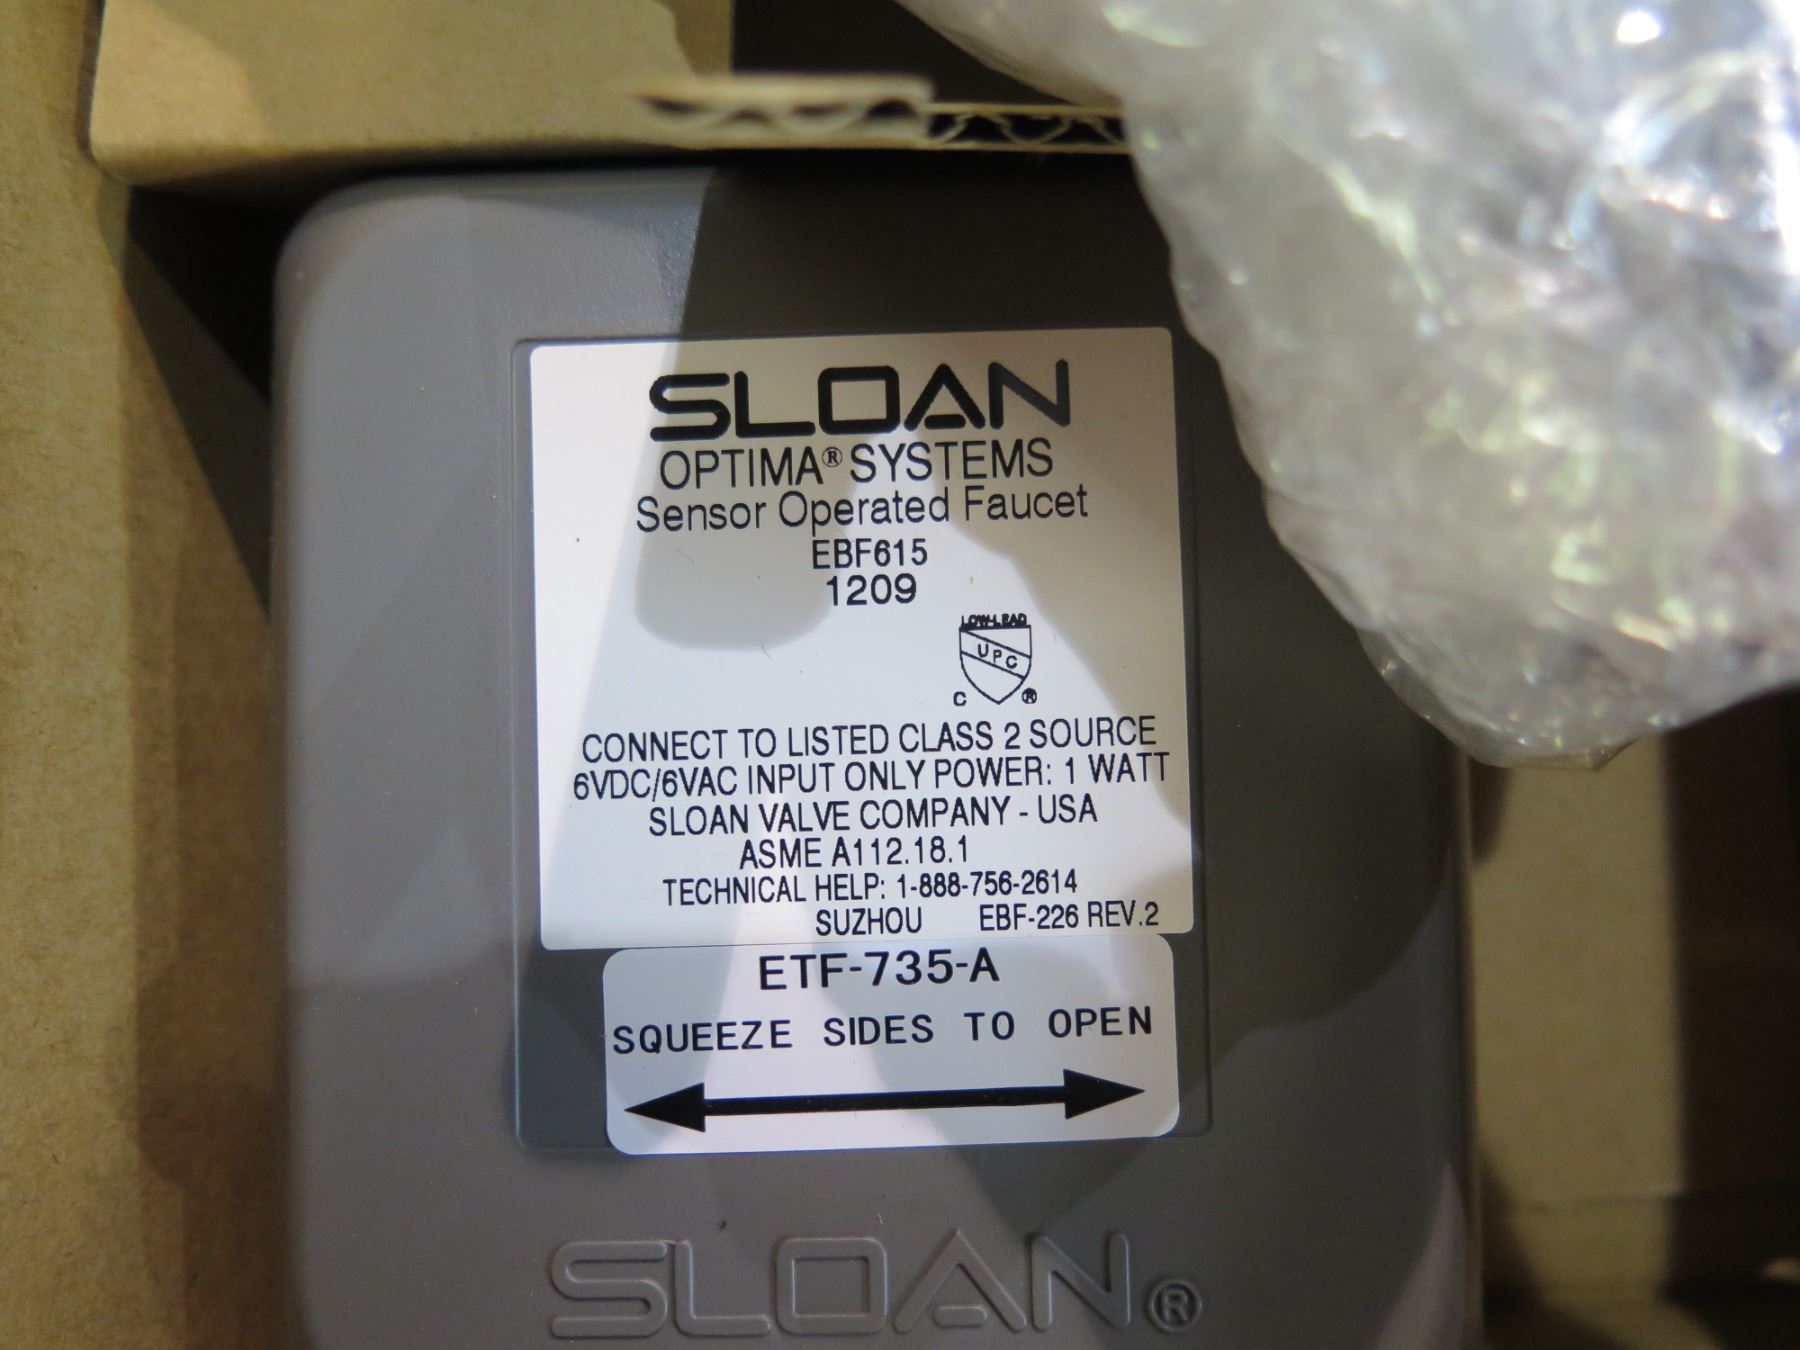 SLOAN
OPTIMA® SYSTEMS
Sensor Operated Faucet
EBF615
1209
LOW-LEAD
UPC
C ®
CONNECT TO LISTED CLASS 2 SOURCE
6VDC/6VAC INPUT ONLY POWER: 1 WATT
SLOAN VALVE COMPANY - USA
ASME A112.18.1
TECHNICAL HELP: 1-888-756-2614
SUZHOU EBF-226 REV.2
ETF-735-A
SQUEEZE SIDES TO OPEN
SLOAN®